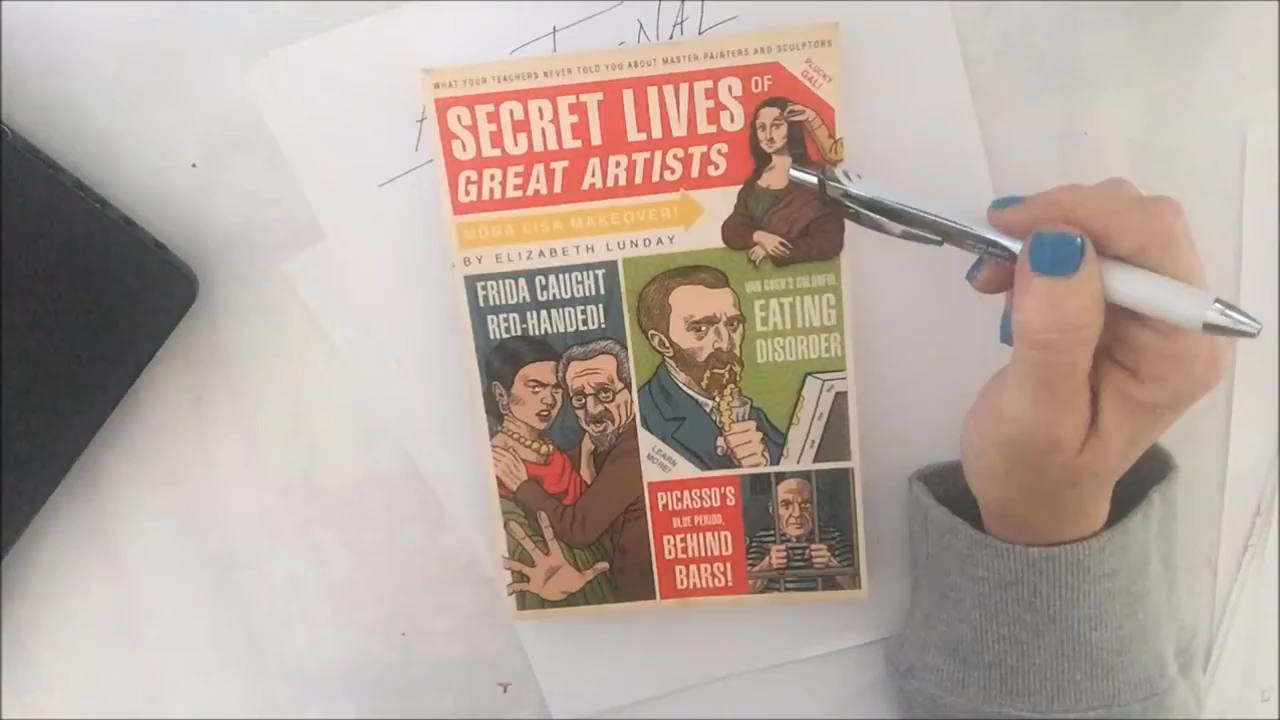 WHAT YOUR TEACHERS NEVER TOLD YOU ABOUT MASTER PAINTERS AND SCULPTORS
SECRET LIVES OF
GREAT ARTISTS
PLUCKY
GAL!
MONA LISA MAKEOVER!
BY ELIZABETH LUNDAY
FRIDA CAUGHT
RED-HANDED!
VAN GOGH'S COLORFUL
EATING
DISORDER
LEARN
MORE!
PICASSO'S
BLUE PERIOD,
BEHIND
BARS!